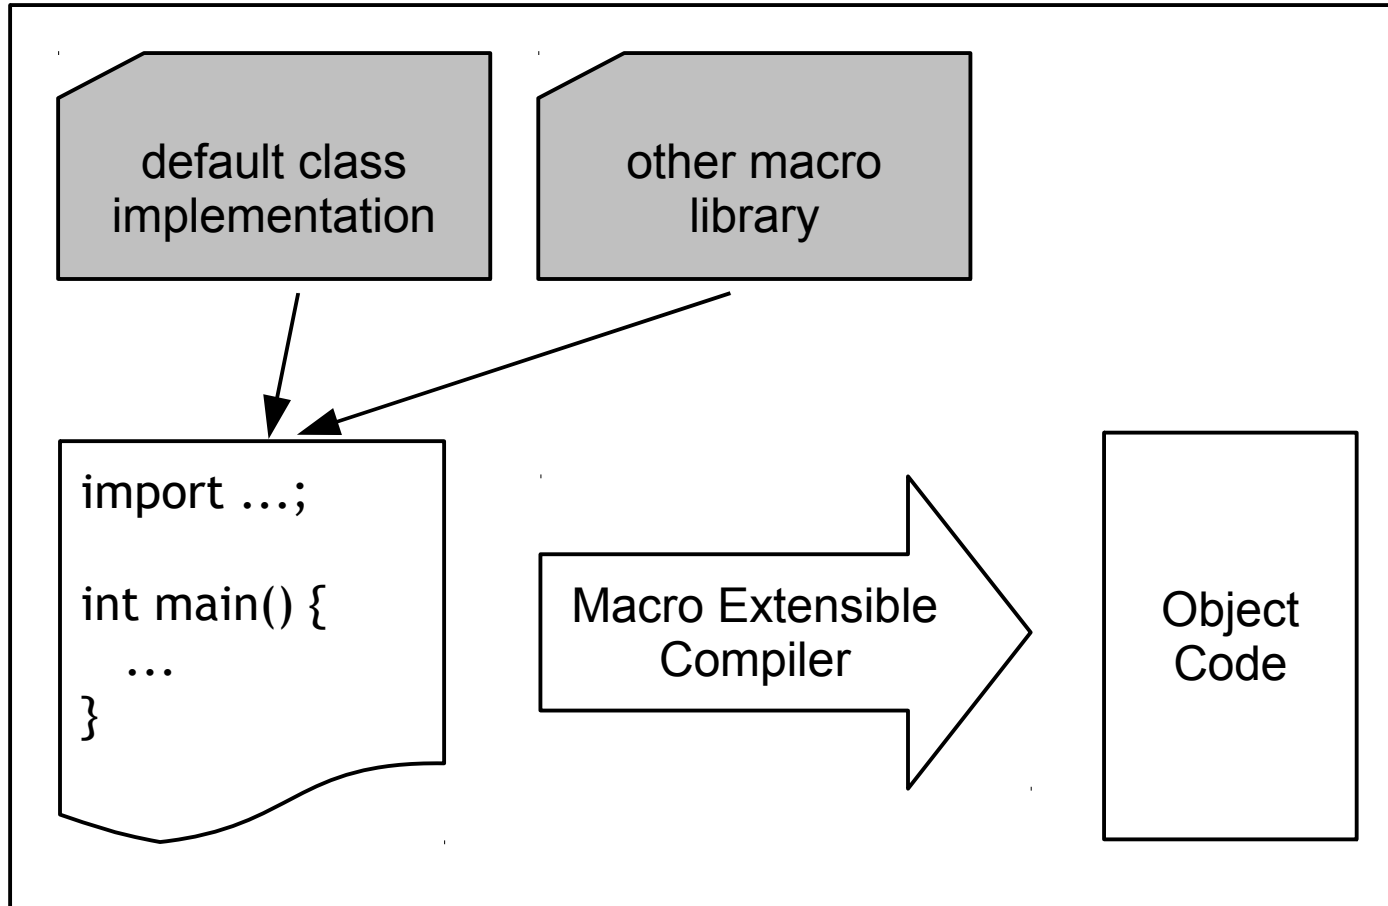 default class
implementation
other macro
library
import ...;
int main() {
...
}
Macro Extensible
Compiler
Object
Code